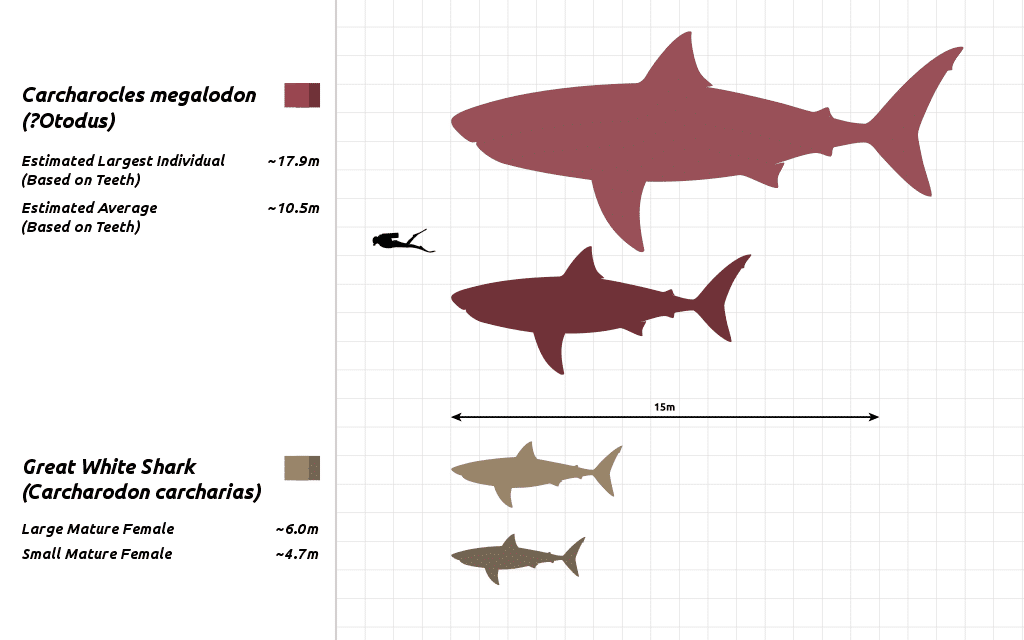 Carcharocles megalodon
(?Otodus)
Estimated Largest Individual ~17.9m
(Based on Teeth)
Estimated Average ~10.5m
(Based on Teeth)
15m
Great White Shark
(Carcharodon carcharias)
Large Mature Female ~6.0m
Small Mature Female ~4.7m